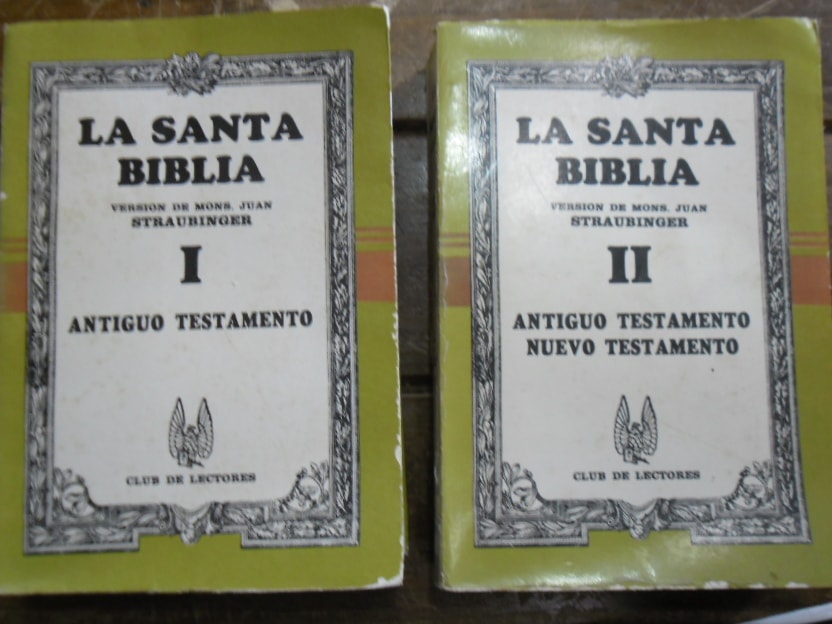 LA SANTA
BIBLIA
VERSION DE MONS. JUAN
STRAUBINGER
I
ANTIGUO TESTAMENTO
CLUB DE LECTORES
LA SANTA
BIBLIA
VERSION DE MONS. JUAN
STRAUBINGER
II
ANTIGUO TESTAMENTO
NUEVO TESTAMENTO
CLUB DE LECTORES